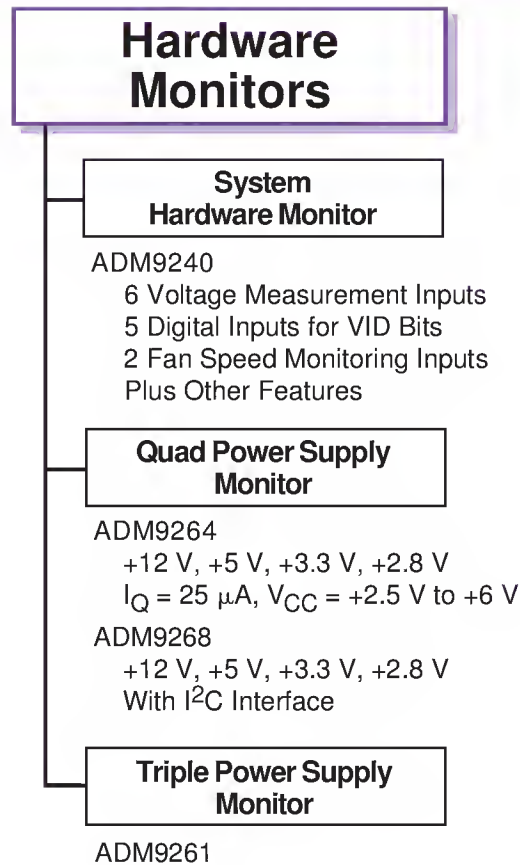 Hardware
Monitors
System
Hardware Monitor
ADM9240
6 Voltage Measurement Inputs
5 Digital Inputs for VID Bits
2 Fan Speed Monitoring Inputs
Plus Other Features
Quad Power Supply
Monitor
ADM9264
+12 V, +5 V, +3.3 V, +2.8 V
IQ = 25 μA, VCC = +2.5 V to +6 V
ADM9268
+12 V, +5 V, +3.3 V, +2.8 V
With I²C Interface
Triple Power Supply
Monitor
ADM9261